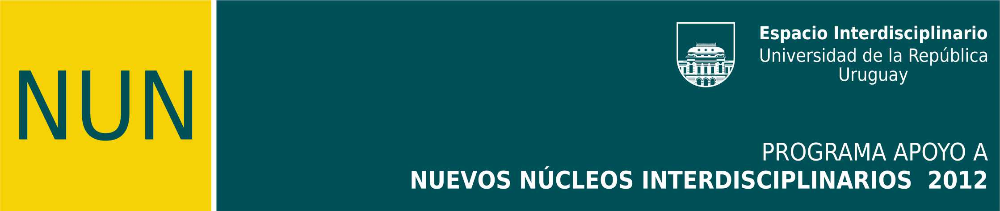 NUN
Espacio Interdisciplinario
Universidad de la República
Uruguay
PROGRAMA APOYO A
NUEVOS NÚCLEOS INTERDISCIPLINARIOS 2012